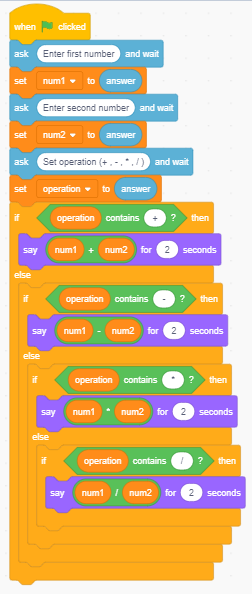 when clicked
ask Enter first number and wait
set num1 to answer
ask Enter second number and wait
set num2 to answer
ask Set operation (+ , - , * , / ) and wait
set operation to answer
if operation contains + ? then
say num1 + num2 for 2 seconds
else
if operation contains - ? then
say num1 - num2 for 2 seconds
else
if operation contains * ? then
say num1 * num2 for 2 seconds
else
if operation contains / ? then
say num1 / num2 for 2 seconds